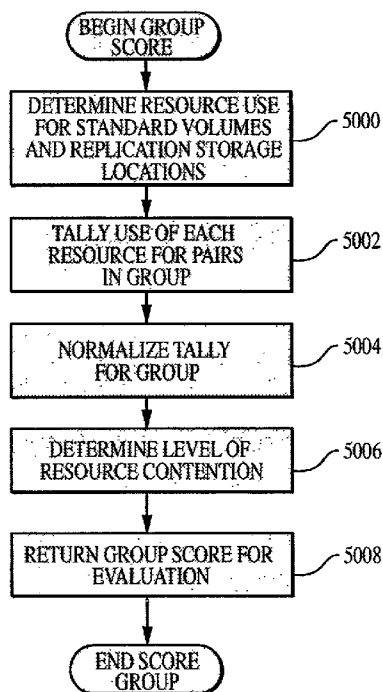 BEGIN GROUP
SCORE
DETERMINE RESOURCE USE
FOR STANDARD VOLUMES
AND REPLICATION STORAGE
LOCATIONS
5000
TALLY USE OF EACH
RESOURCE FOR PAIRS
IN GROUP
5002
NORMALIZE TALLY
FOR GROUP
5004
DETERMINE LEVEL OF
RESOURCE CONTENTION
5006
RETURN GROUP SCORE FOR
EVALUATION
5008
END SCORE
GROUP